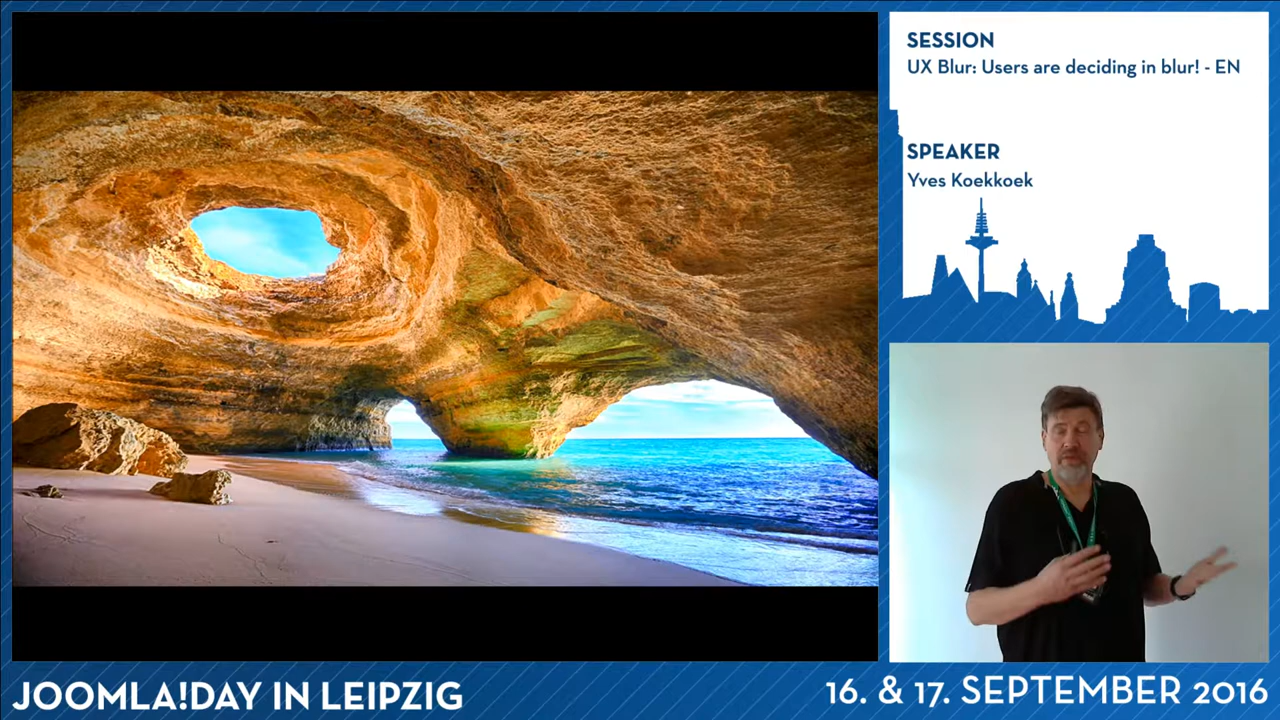 SESSION
UX Blur: Users are deciding in blur! - EN
SPEAKER
Yves Koekkoek
JOOMLA!DAY IN LEIPZIG
16. & 17. SEPTEMBER 2016